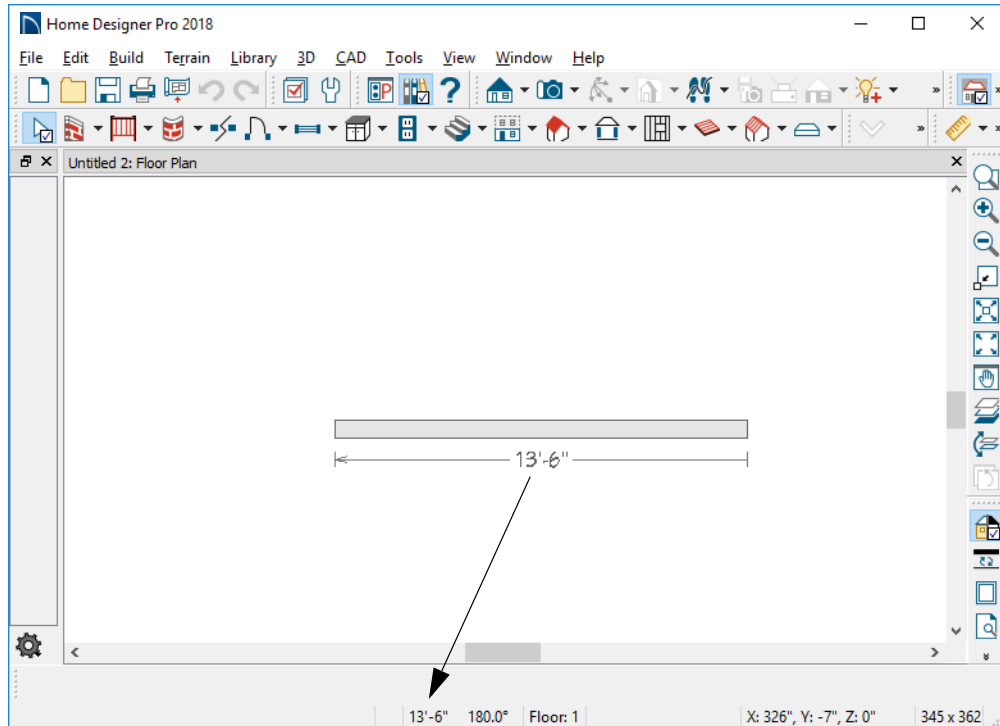 Home Designer Pro 2018
File Edit Build Terrain Library 3D CAD Tools View Window Help
Untitled 2: Floor Plan
13'-6"
13'-6" 180.0° Floor: 1 X: 326", Y: -7", Z: 0" 345 x 362